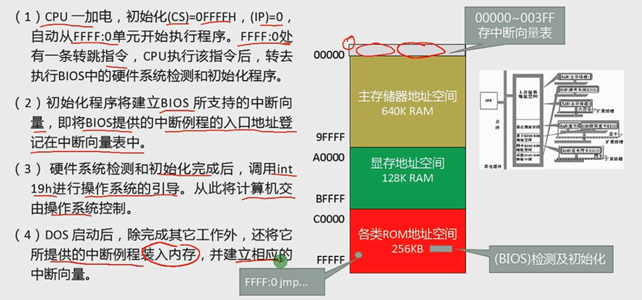 （1）CPU 一加电，初始化(CS)=0FFFFH，(IP)=0，
自动从FFFF:0单元开始执行程序。FFFF:0处
有一条转跳指令，CPU执行该指令后，转去
执行BIOS中的硬件系统检测和初始化程序。
（2）初始化程序将建立BIOS 所支持的中断向
量，即将BIOS提供的中断例程的入口地址登
记在中断向量表中。
（3） 硬件系统检测和初始化完成后，调用int
19h进行操作系统的引导。从此将计算机交
由操作系统控制。
（4）DOS 启动后，除完成其它工作外，还将它
所提供的中断例程装入内存，并建立相应的
中断向量。
00000~003FF
存中断向量表
00000
主存储器地址空间
640K RAM
9FFFF
A0000
显存地址空间
128K RAM
BFFFF
C0000
各类ROM地址空间
256KB
FFFFF
(BIOS)检测及初始化
FFFF:0 jmp...